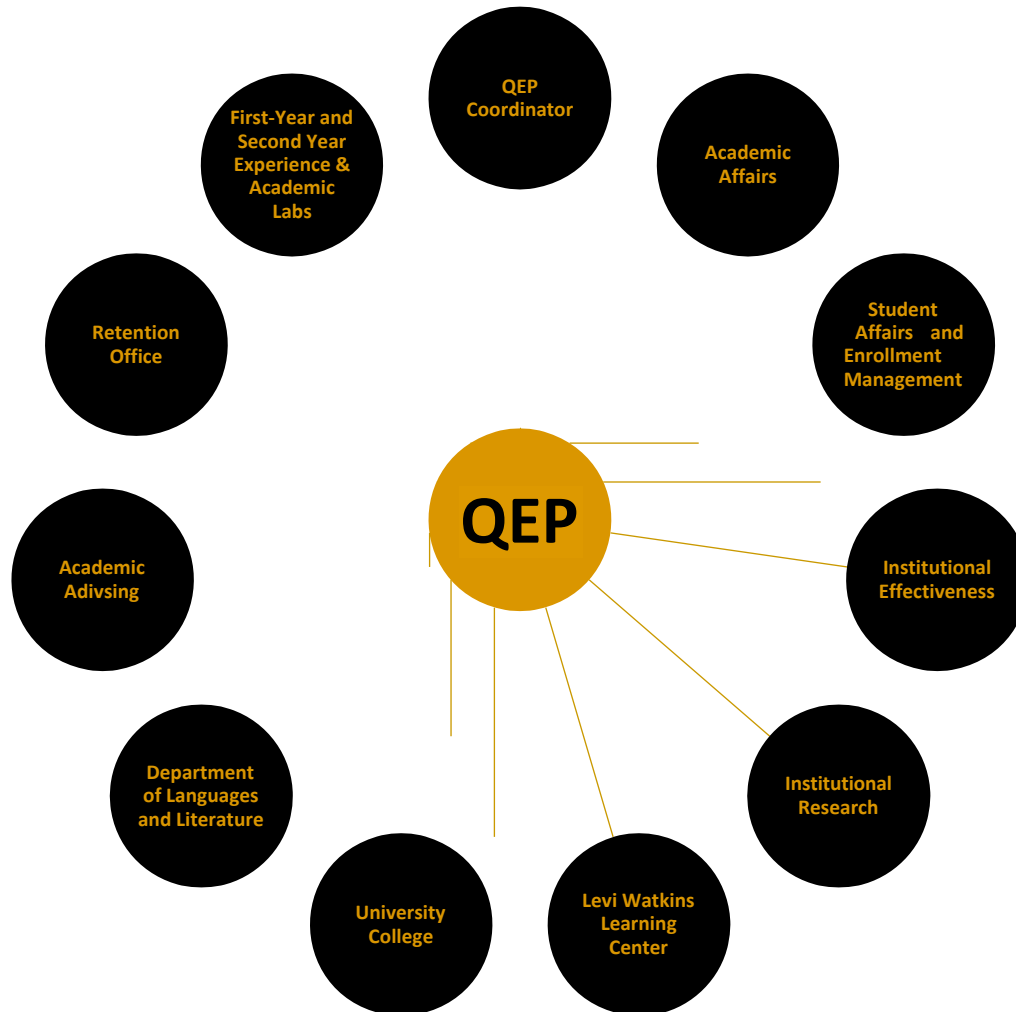 QEP
Coordinator
Academic
Affairs
Student
Affairs and
Enrollment
Management
Institutional
Effectiveness
Institutional
Research
Levi Watkins
Learning
Center
University
College
Department
of Languages
and Literature
Academic
Adivsing
Retention
Office
First-Year and
Second Year
Experience &
Academic
Labs
QEP